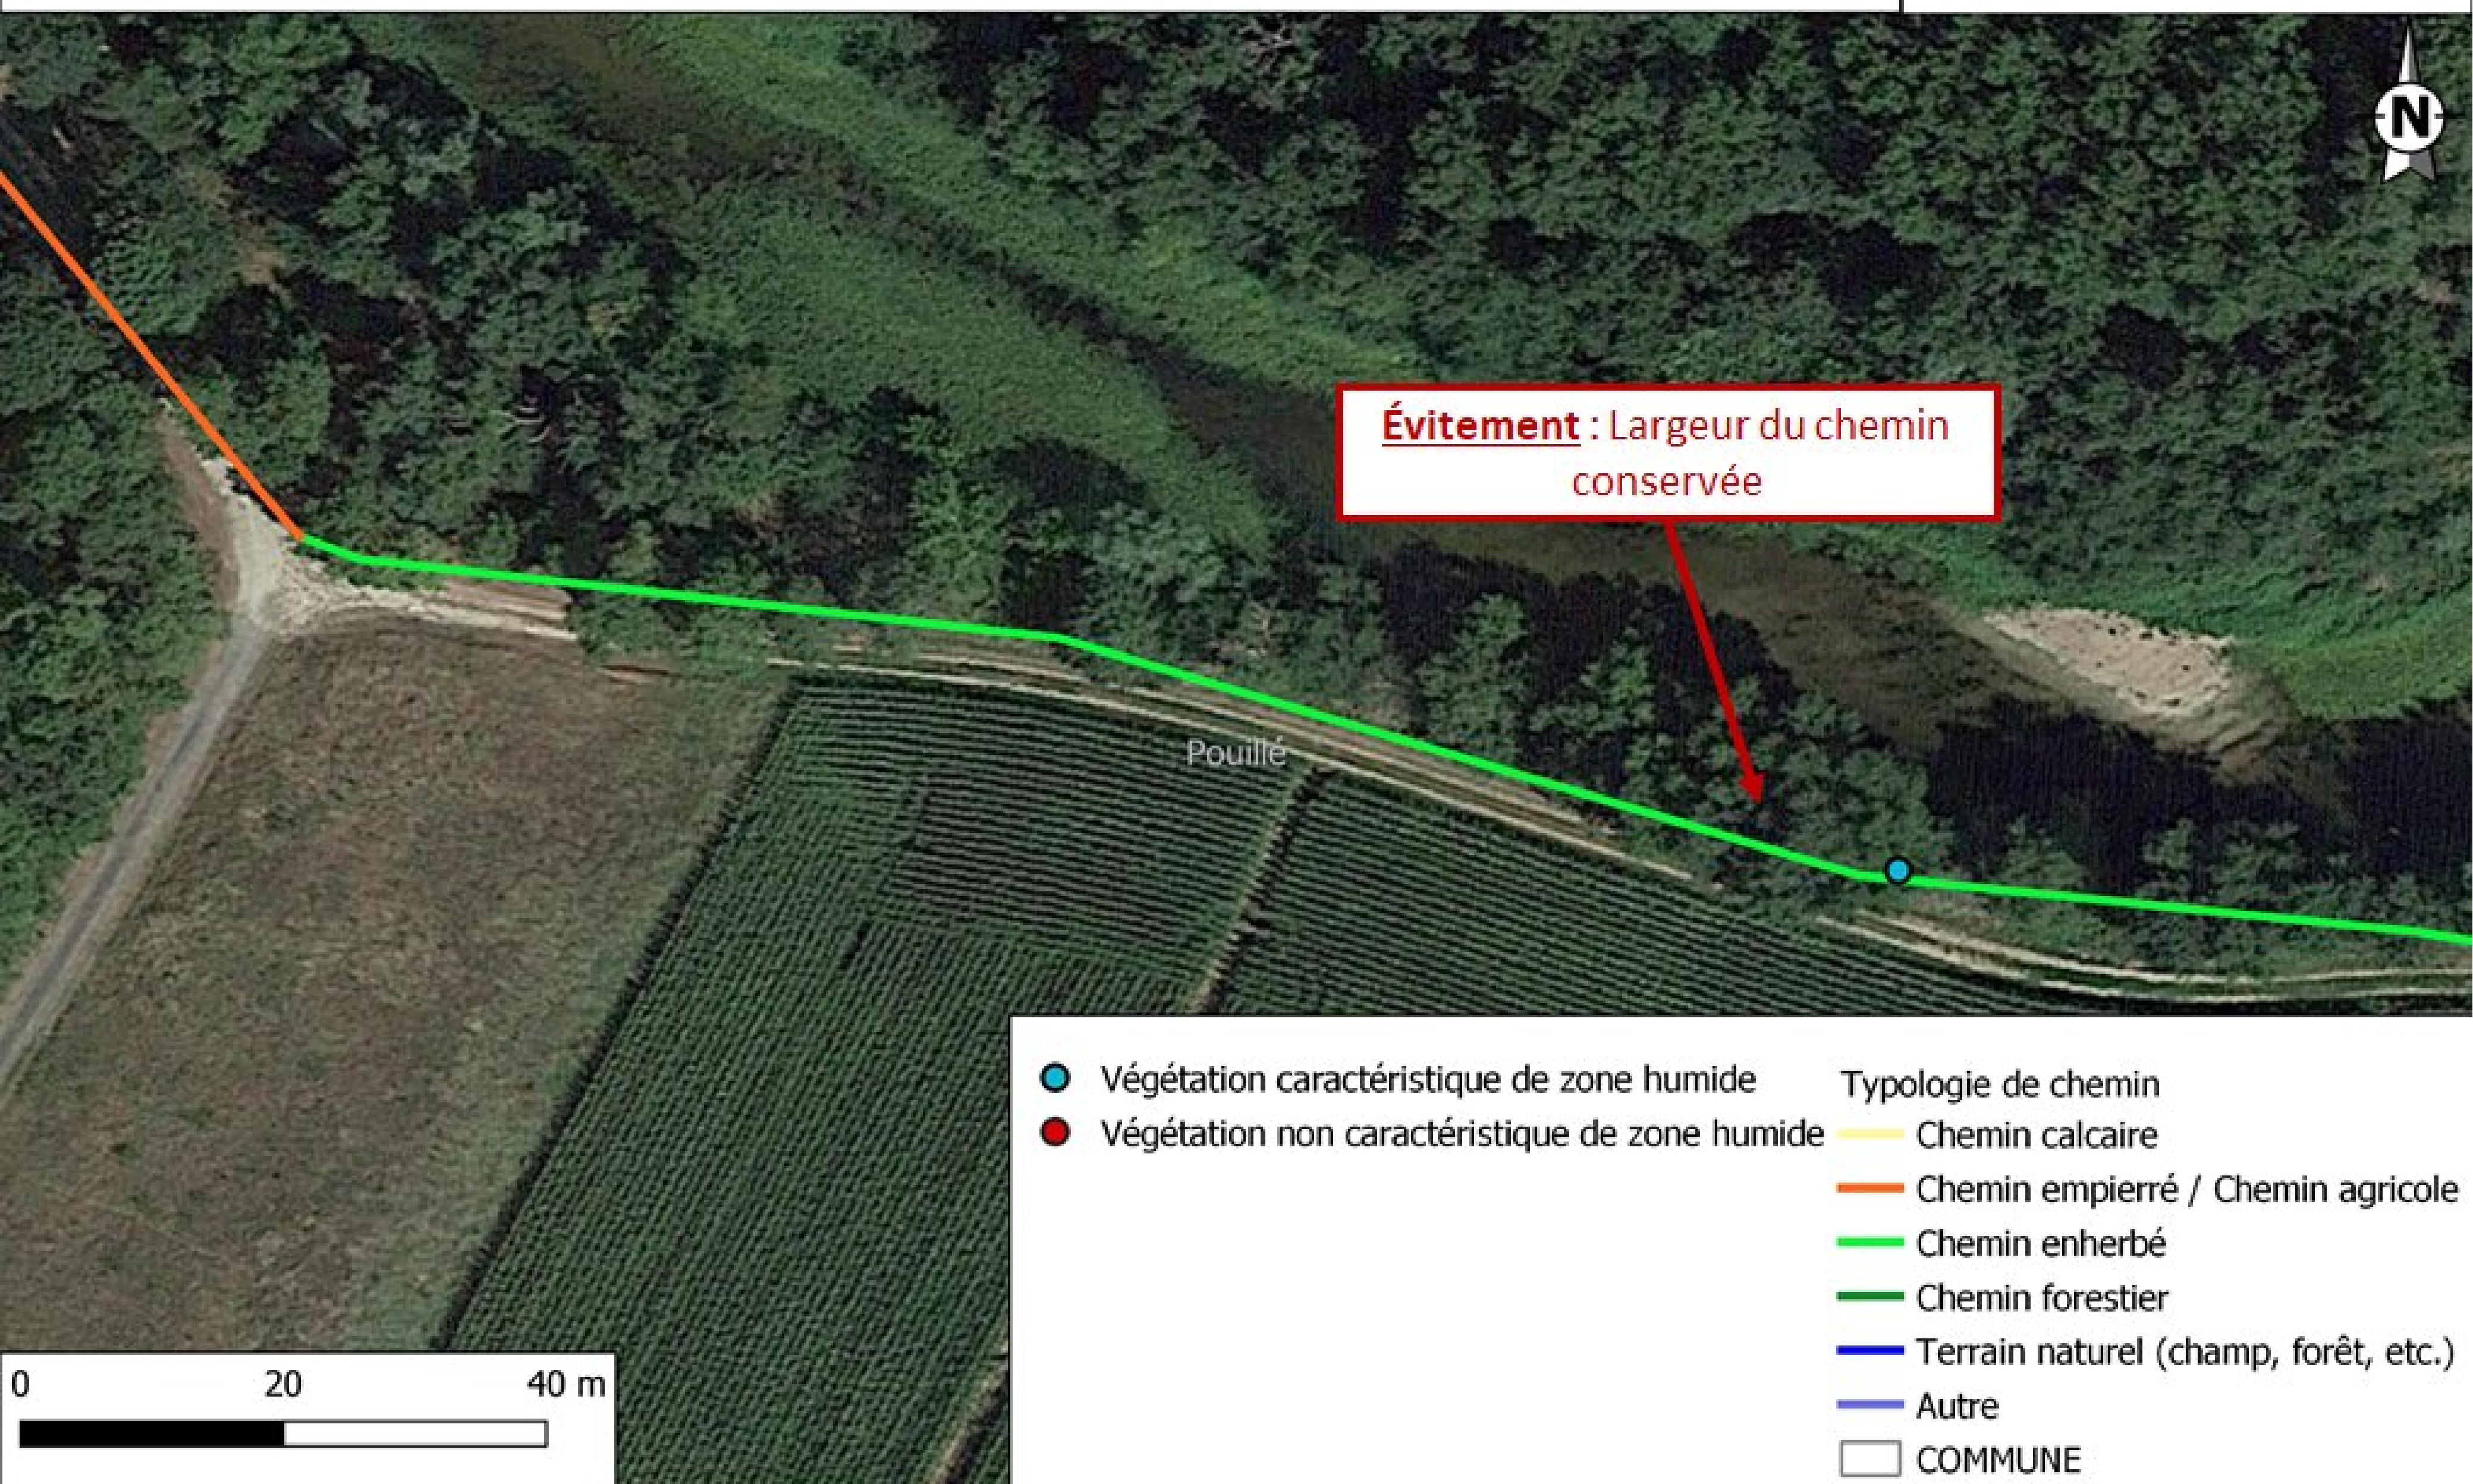 N
Évitement : Largeur du chemin
conservée
Pouillé
Végétation caractéristique de zone humide
Végétation non caractéristique de zone humide
Typologie de chemin
Chemin calcaire
Chemin empierré / Chemin agricole
Chemin enherbé
Chemin forestier
Terrain naturel (champ, forêt, etc.)
Autre
COMMUNE
0 20 40 m